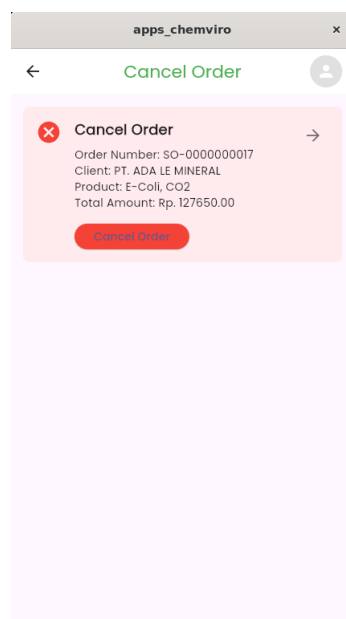 apps_chemviro ×
Cancel Order
Cancel Order
Order Number: SO-0000000017
Client: PT. ADA LE MINERAL
Product: E-Coli, CO2
Total Amount: Rp. 127650.00
Cancel Order